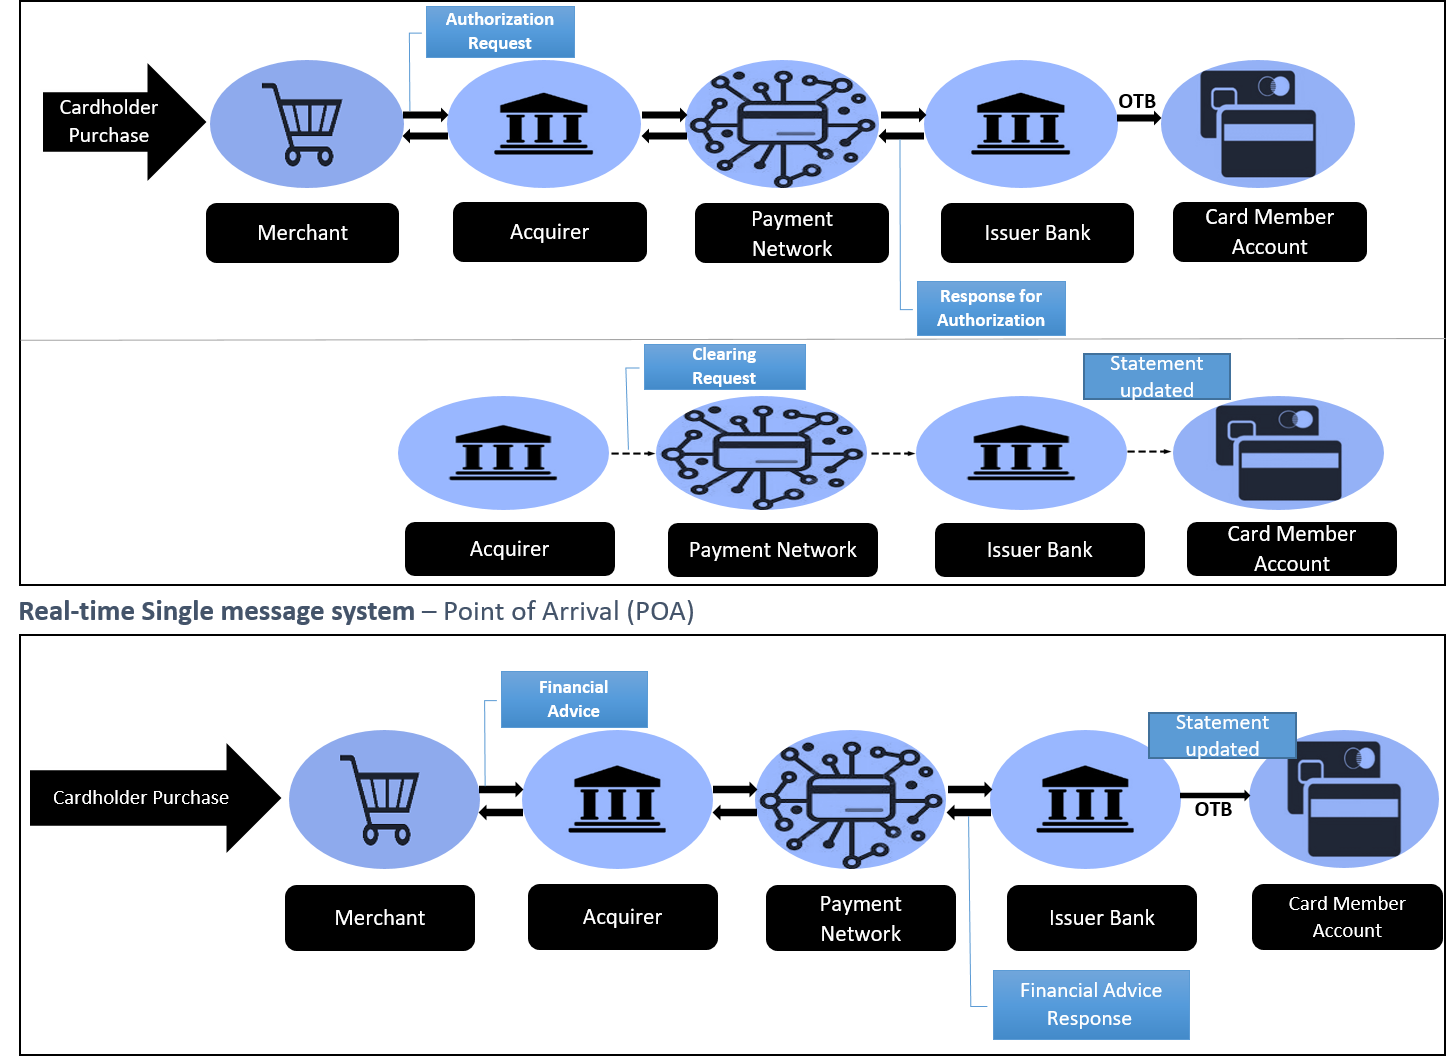 Authorization
Request
Cardholder
Purchase
OTB
Merchant
Acquirer
Payment
Network
Issuer Bank
Card Member
Account
Response for
Authorization
Clearing
Request
Statement
updated
Acquirer
Payment Network
Issuer Bank
Card Member
Account
Real-time Single message system – Point of Arrival (POA)
Financial
Advice
Statement
updated
Cardholder Purchase
OTB
Merchant
Acquirer
Payment
Network
Issuer Bank
Card Member
Account
Financial Advice
Response